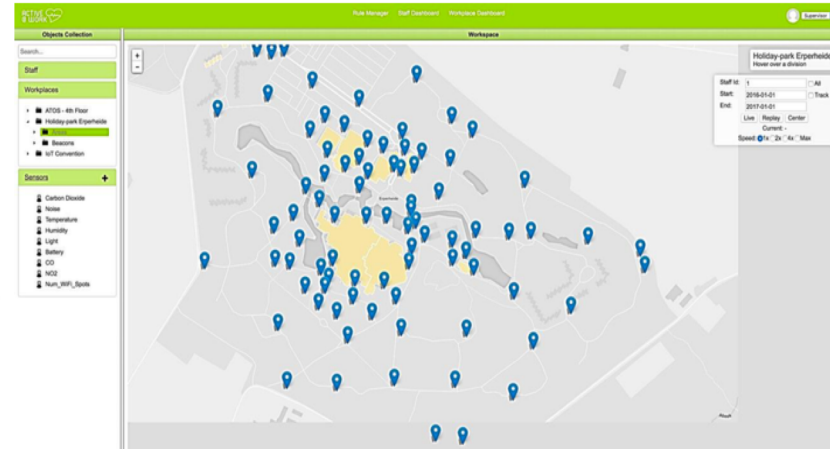 ACTIVE
@ WORK
Rule Manager Staff Dashboard Workplace Dashboard
Supervisor
Objects Collection
Workspace
Search...
Staff
Workplaces
ATOS - 4th Floor
Holiday-park Erperheide
Beacons
IoT Convention
Sensors +
Carbon Dioxide
Noise
Temperature
Humidity
Light
Battery
CO
NO2
Num_WiFi_Spots
+
-
Holiday-park Erperheide
Hover over a division
Staff Id: 1 All
Start: 2016-01-01 Track
End: 2017-01-01
Live Replay Center
Current: -
Speed: 1x 2x 4x Max
Erperheide